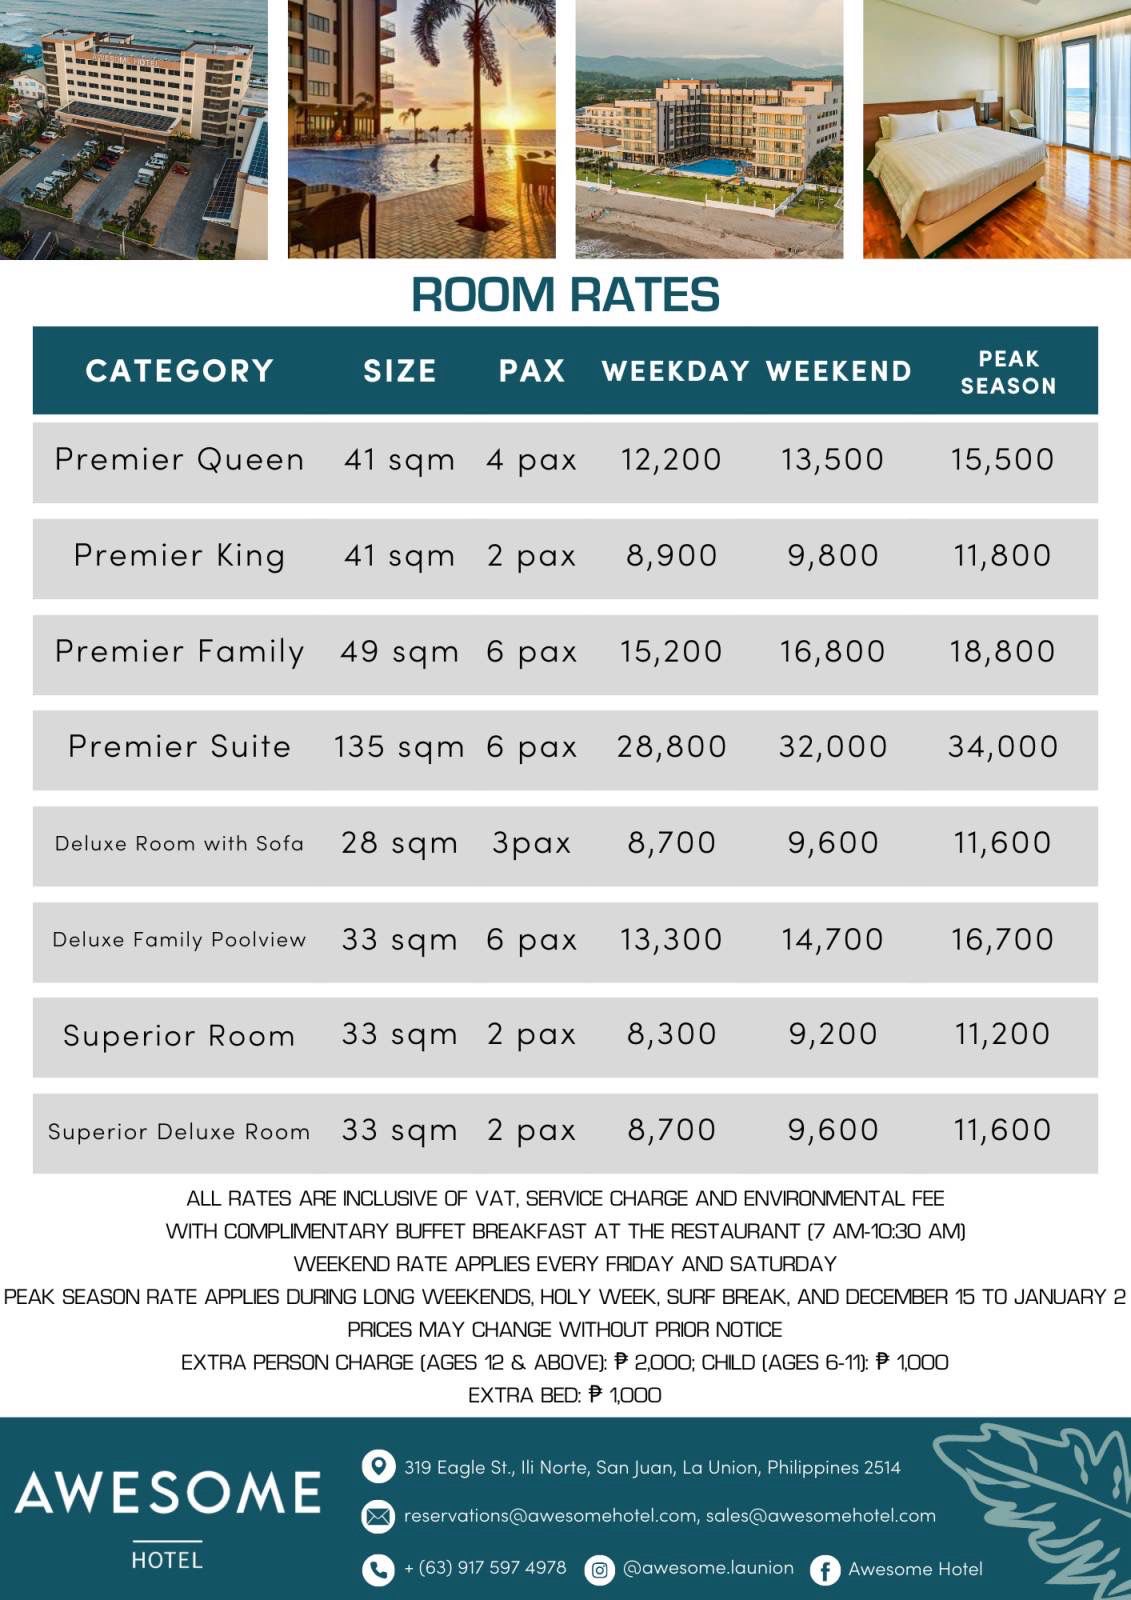 AWESOME HOTEL
ROOM RATES
CATEGORY SIZE PAX WEEKDAY WEEKEND PEAK SEASON
Premier Queen 41 sqm 4 pax 12,200 13,500 15,500
Premier King 41 sqm 2 pax 8,900 9,800 11,800
Premier Family 49 sqm 6 pax 15,200 16,800 18,800
Premier Suite 135 sqm 6 pax 28,800 32,000 34,000
Deluxe Room with Sofa 28 sqm 3pax 8,700 9,600 11,600
Deluxe Family Poolview 33 sqm 6 pax 13,300 14,700 16,700
Superior Room 33 sqm 2 pax 8,300 9,200 11,200
Superior Deluxe Room 33 sqm 2 pax 8,700 9,600 11,600
ALL RATES ARE INCLUSIVE OF VAT, SERVICE CHARGE AND ENVIRONMENTAL FEE
WITH COMPLIMENTARY BUFFET BREAKFAST AT THE RESTAURANT (7 AM-10:30 AM)
WEEKEND RATE APPLIES EVERY FRIDAY AND SATURDAY
PEAK SEASON RATE APPLIES DURING LONG WEEKENDS, HOLY WEEK, SURF BREAK, AND DECEMBER 15 TO JANUARY 2
PRICES MAY CHANGE WITHOUT PRIOR NOTICE
EXTRA PERSON CHARGE (AGES 12 & ABOVE): ₱ 2,000; CHILD (AGES 6-11): ₱ 1,000
EXTRA BED: ₱ 1,000
AWESOME
HOTEL
319 Eagle St., Ili Norte, San Juan, La Union, Philippines 2514
reservations@awesomehotel.com, sales@awesomehotel.com
+ (63) 917 597 4978 @awesome.launion Awesome Hotel